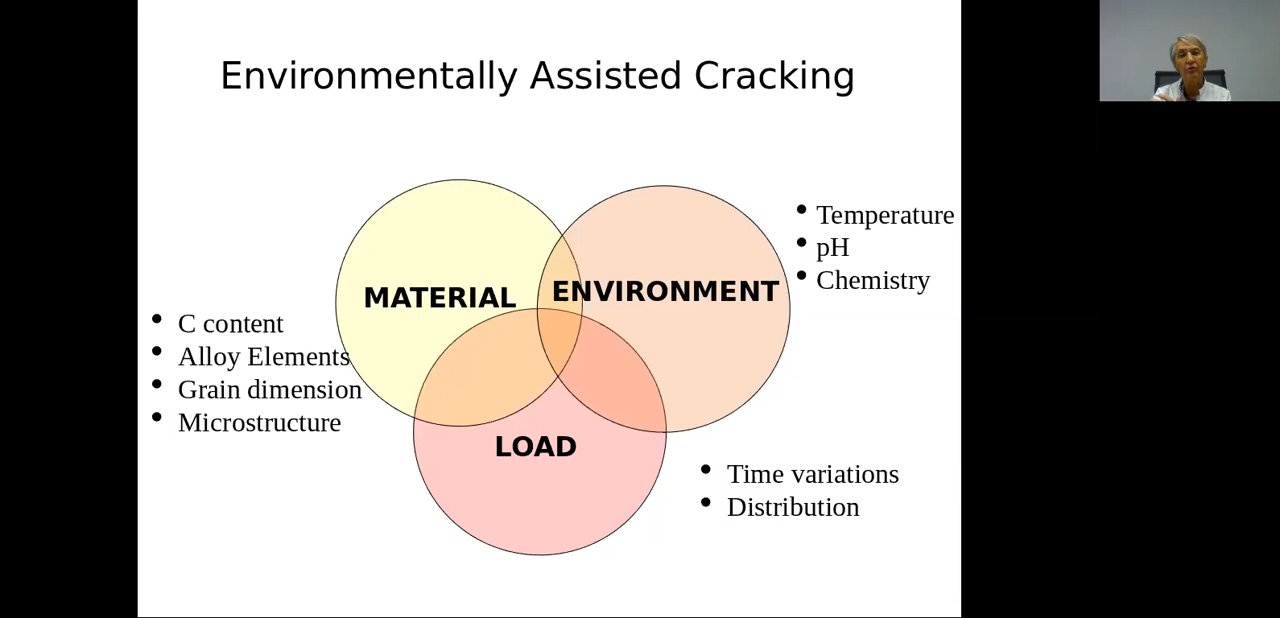 Environmentally Assisted Cracking
MATERIAL
ENVIRONMENT
LOAD
• Temperature
• pH
• Chemistry
• C content
• Alloy Elements
• Grain dimension
• Microstructure
• Time variations
• Distribution